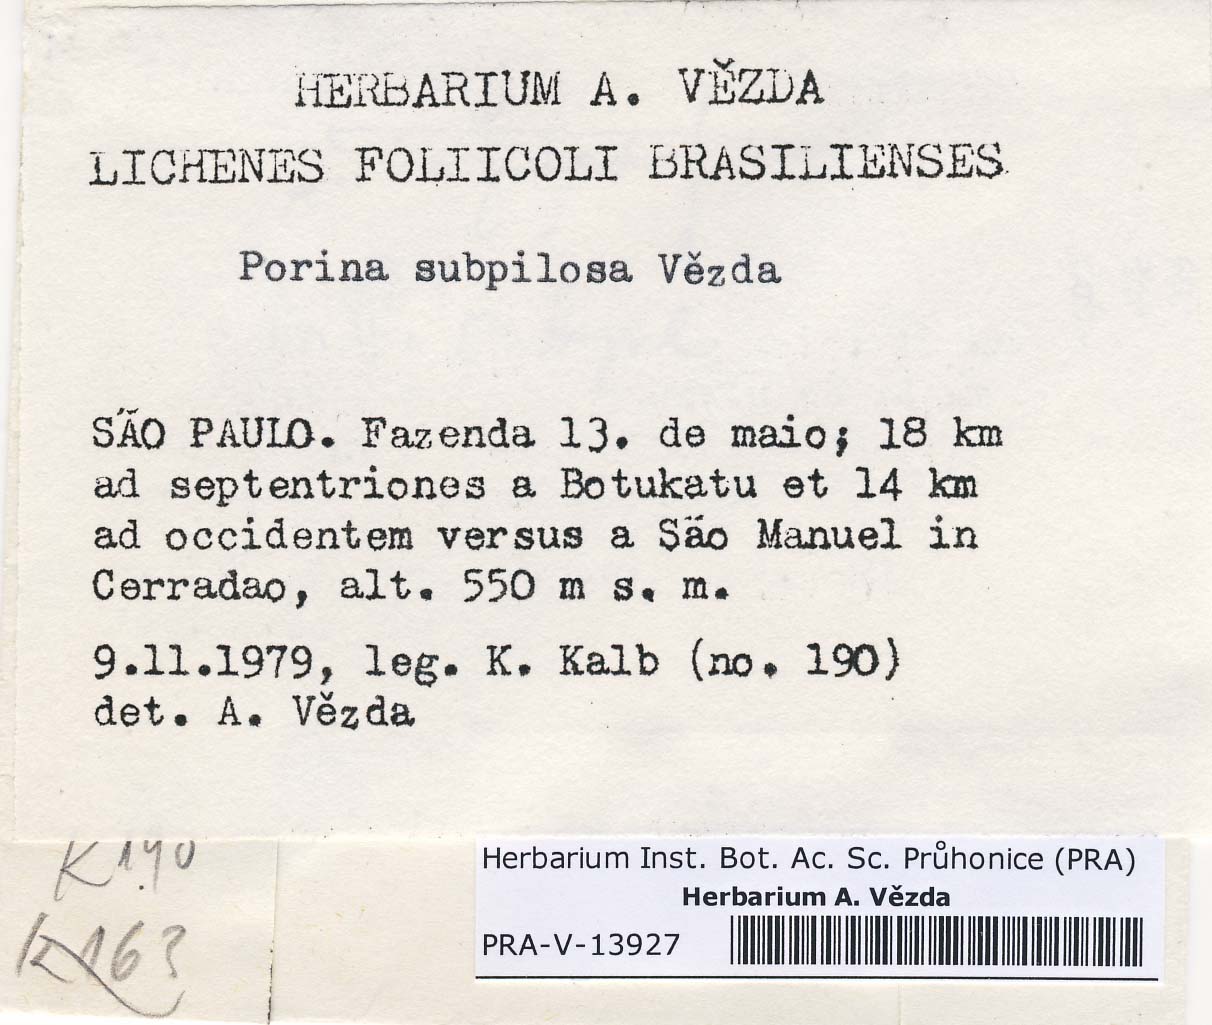 HERBARIUM A. VĚZDA
LICHENES FOLIICOLI BRASILIENSES
Porina subpilosa Vězda
SÃO PAULO. Fazenda 13. de maio; 18 km
ad septentriones a Botukatu et 14 km
ad occidentem versus a São Manuel in
Cerradao, alt. 550 m s. m.
9.11.1979, leg. K. Kalb (no. 190)
det. A. Vězda
K 190
K 163
Herbarium Inst. Bot. Ac. Sc. Průhonice (PRA)
Herbarium A. Vězda
PRA-V-13927